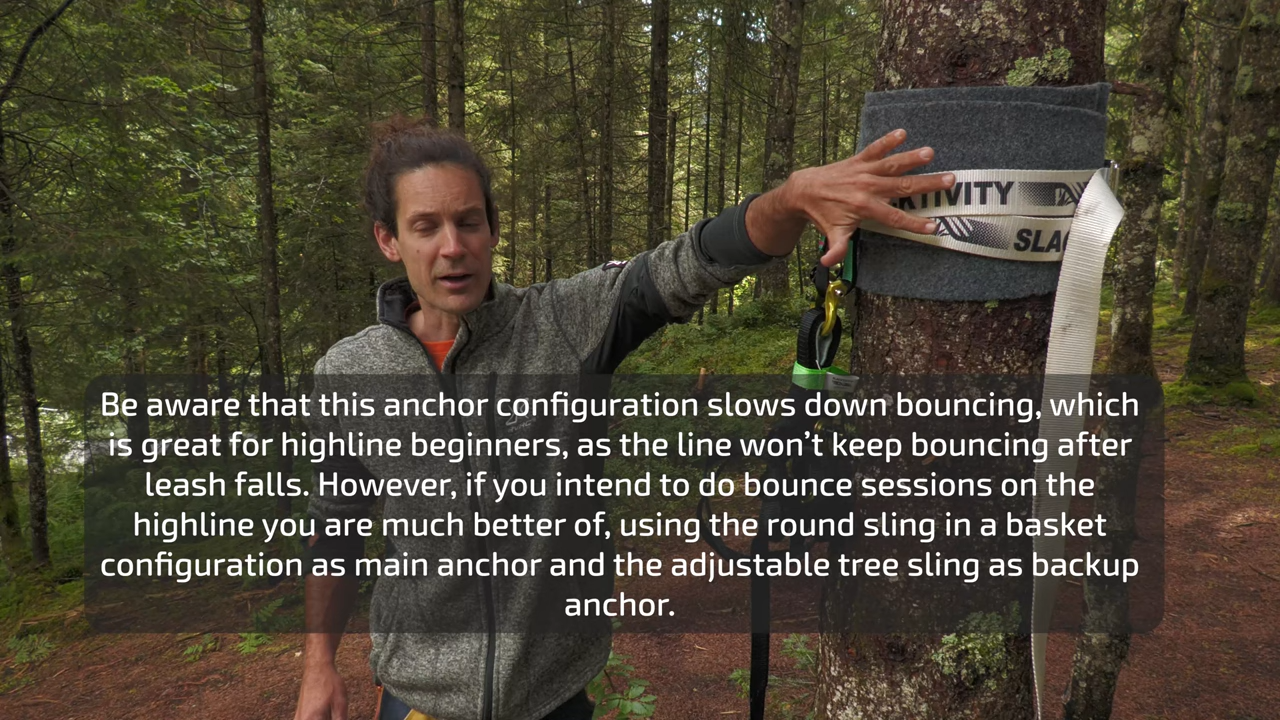 KTIVITY
SLAC
Be aware that this anchor configuration slows down bouncing, which
is great for highline beginners, as the line won’t keep bouncing after
leash falls. However, if you intend to do bounce sessions on the
highline you are much better of, using the round sling in a basket
configuration as main anchor and the adjustable tree sling as backup
anchor.